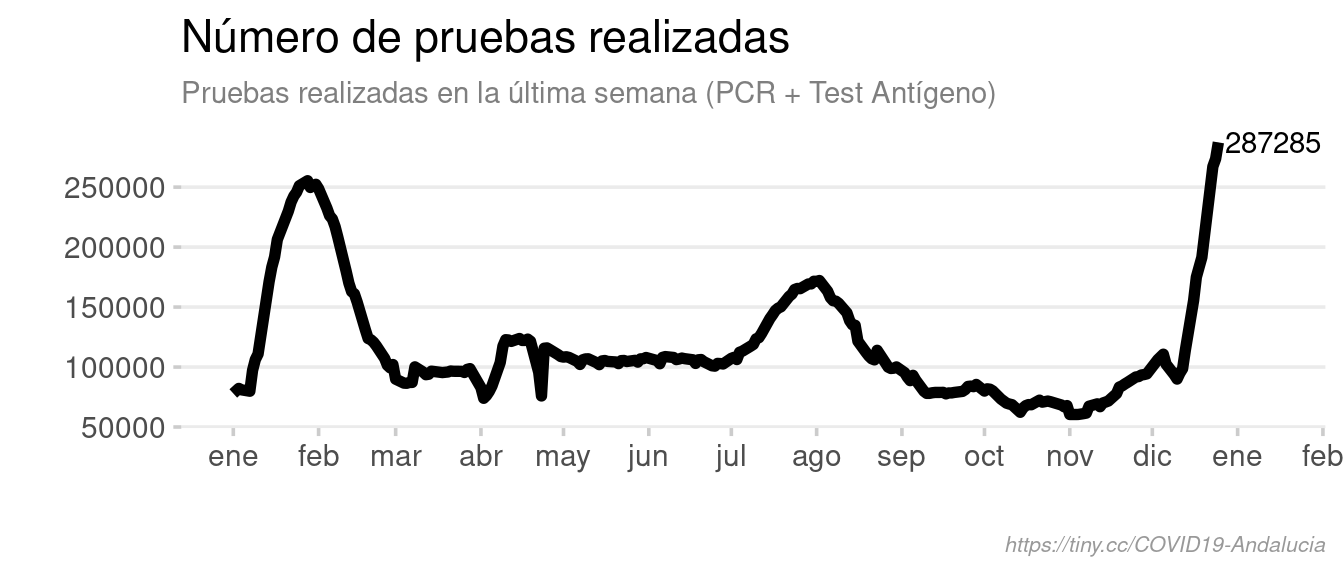 Número de pruebas realizadas
Pruebas realizadas en la última semana (PCR + Test Antígeno)
287285
250000
200000
150000
100000
50000
ene feb mar abr may jun jul ago sep oct nov dic ene feb
https://tiny.cc/COVID19-Andalucia